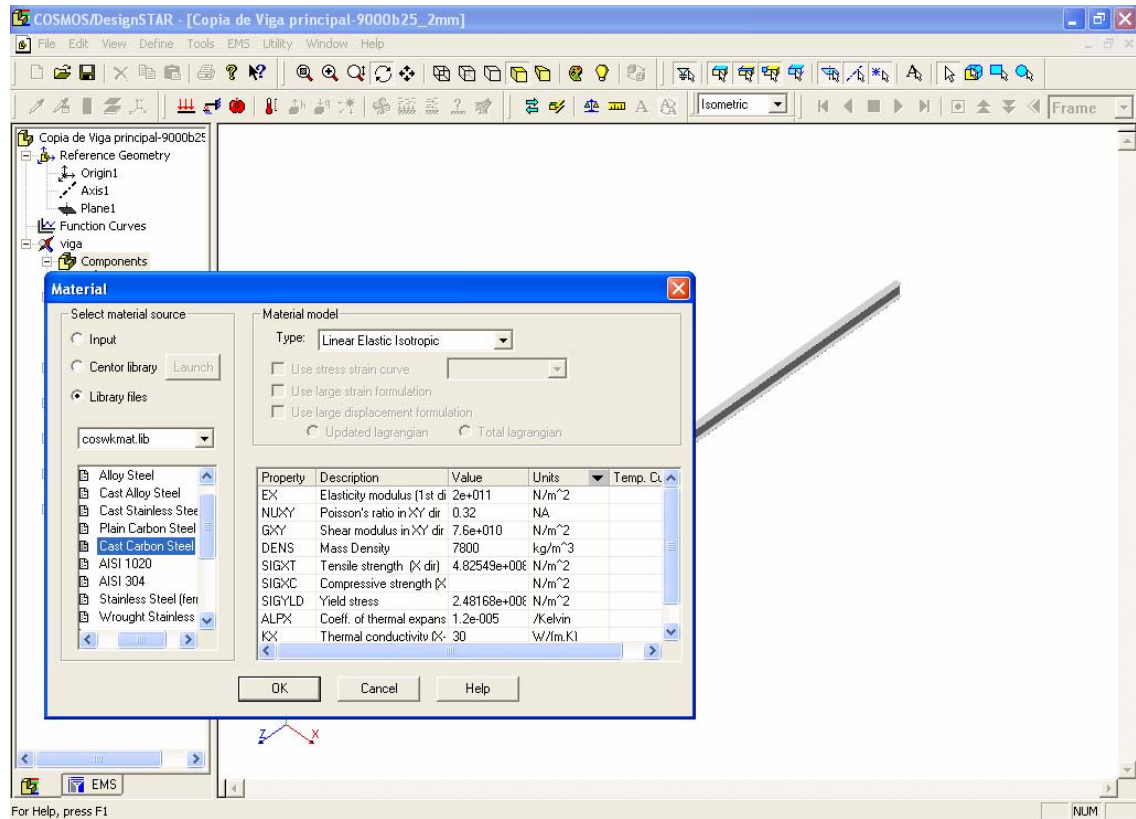 COSMOS/DesignSTAR - [Copia de Viga principal-9000b25_2mm]
File Edit View Define Tools EMS Utility Window Help
Isometric
Frame
Copia de Viga principal-9000b25
Reference Geometry
Origin1
Axis1
Plane1
Function Curves
viga
Components
Material
Select material source
Input
Centor library Launch
Library files
coswkmat.lib
Alloy Steel
Cast Alloy Steel
Cast Stainless Stee
Plain Carbon Steel
Cast Carbon Steel
AISI 1020
AISI 304
Stainless Steel (ferr
Wrought Stainless
Material model
Type: Linear Elastic Isotropic
Use stress strain curve
Use large strain formulation
Use large displacement formulation
Updated lagrangian Total lagrangian
Property Description Value Units Temp. Cu
EX Elasticity modulus (1st di 2e+011 N/m^2
NUXY Poisson's ratio in XY dir 0.32 NA
GXY Shear modulus in XY dir 7.6e+010 N/m^2
DENS Mass Density 7800 kg/m^3
SIGXT Tensile strength (X dir) 4.82549e+008 N/m^2
SIGXC Compressive strength (X N/m^2
SIGYLD Yield stress 2.48168e+008 N/m^2
ALPX Coeff. of thermal expans 1.2e-005 /Kelvin
KX Thermal conductivity (X- 30 W/(m.K)
OK Cancel Help
Z X
EMS
For Help, press F1
NUM